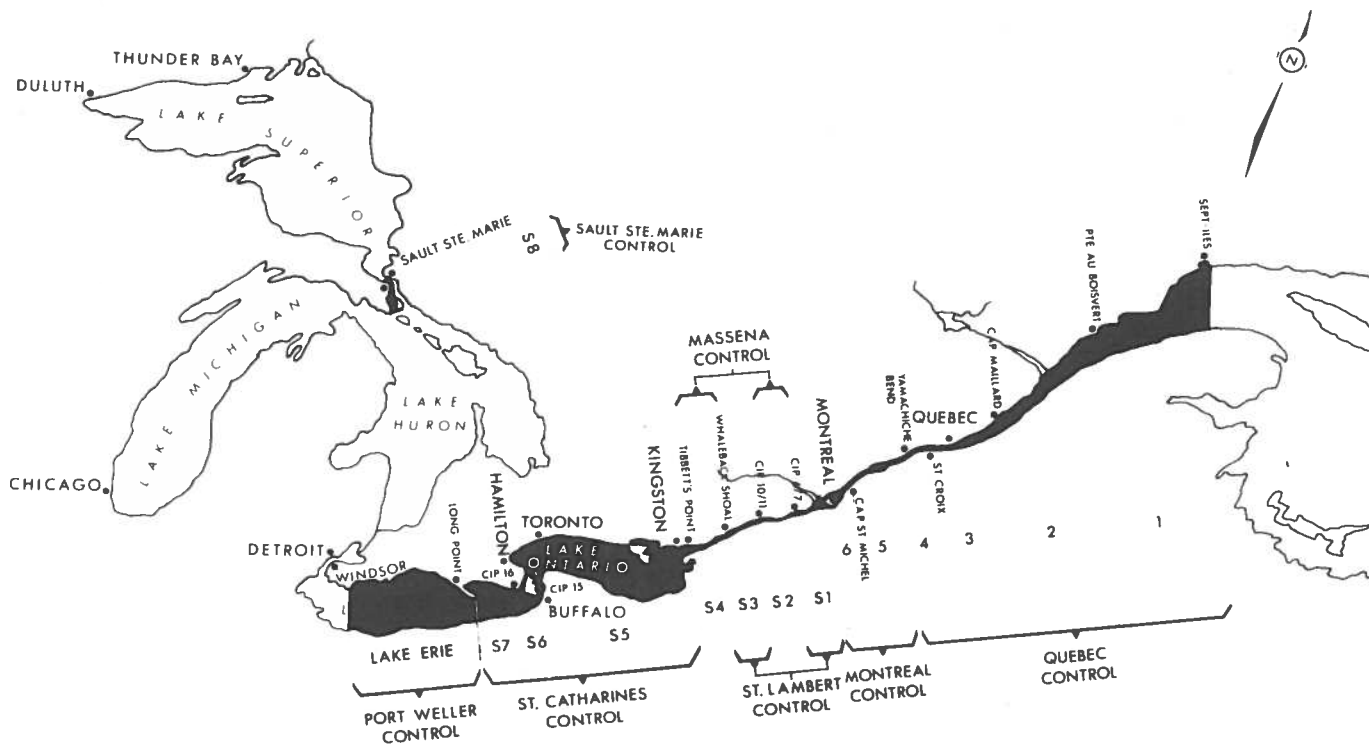 THUNDER BAY
DULUTH
LAKE
SUPERIOR
N
SAULT STE. MARIE
S8
SAULT STE. MARIE
CONTROL
SEPT-ILES
PTE AU BOISVERT
LAKE MICHIGAN
MASSENA
CONTROL
CAP MAILLARD
YAMACHICHE
BEND
QUEBEC
LAKE
HURON
MONTREAL
WHALEBACK SHOAL
KINGSTON
TIBBETT'S POINT
CIP 10/11
CIP 7
ST CROIX
CAP ST MICHEL
CHICAGO
HAMILTON
LONG POINT
TORONTO
LAKE
ONTARIO
DETROIT
WINDSOR
CIP 16
CIP 15
BUFFALO
L
1
2
3
4
5
6
S1
S2
S3
S4
S5
S6
S7
LAKE ERIE
PORT WELLER
CONTROL
ST. CATHARINES
CONTROL
ST. LAMBERT
CONTROL
MONTREAL
CONTROL
QUEBEC
CONTROL